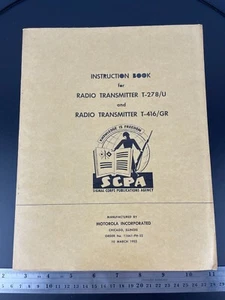 INSTRUCTION BOOK
for
RADIO TRANSMITTER T-278/U
and
RADIO TRANSMITTER T-416/GR
KNOWLEDGE IS FREEDOM
SCPA
SIGNAL CORPS PUBLICATIONS AGENCY
MANUFACTURED BY
MOTOROLA INCORPORATED
CHICAGO, ILLINOIS
10 MARCH 1952